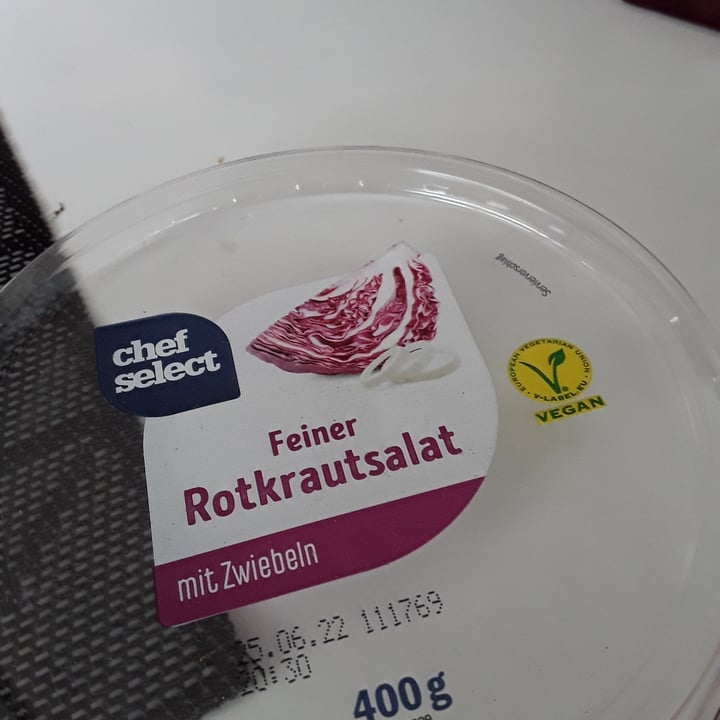 Serviervorschlag
chef
select
EUROPEAN VEGETARIAN UNION
V-LABEL.EU
VEGAN
Feiner
Rotkrautsalat
mit Zwiebeln
5.06.22 111769
20:30
400g